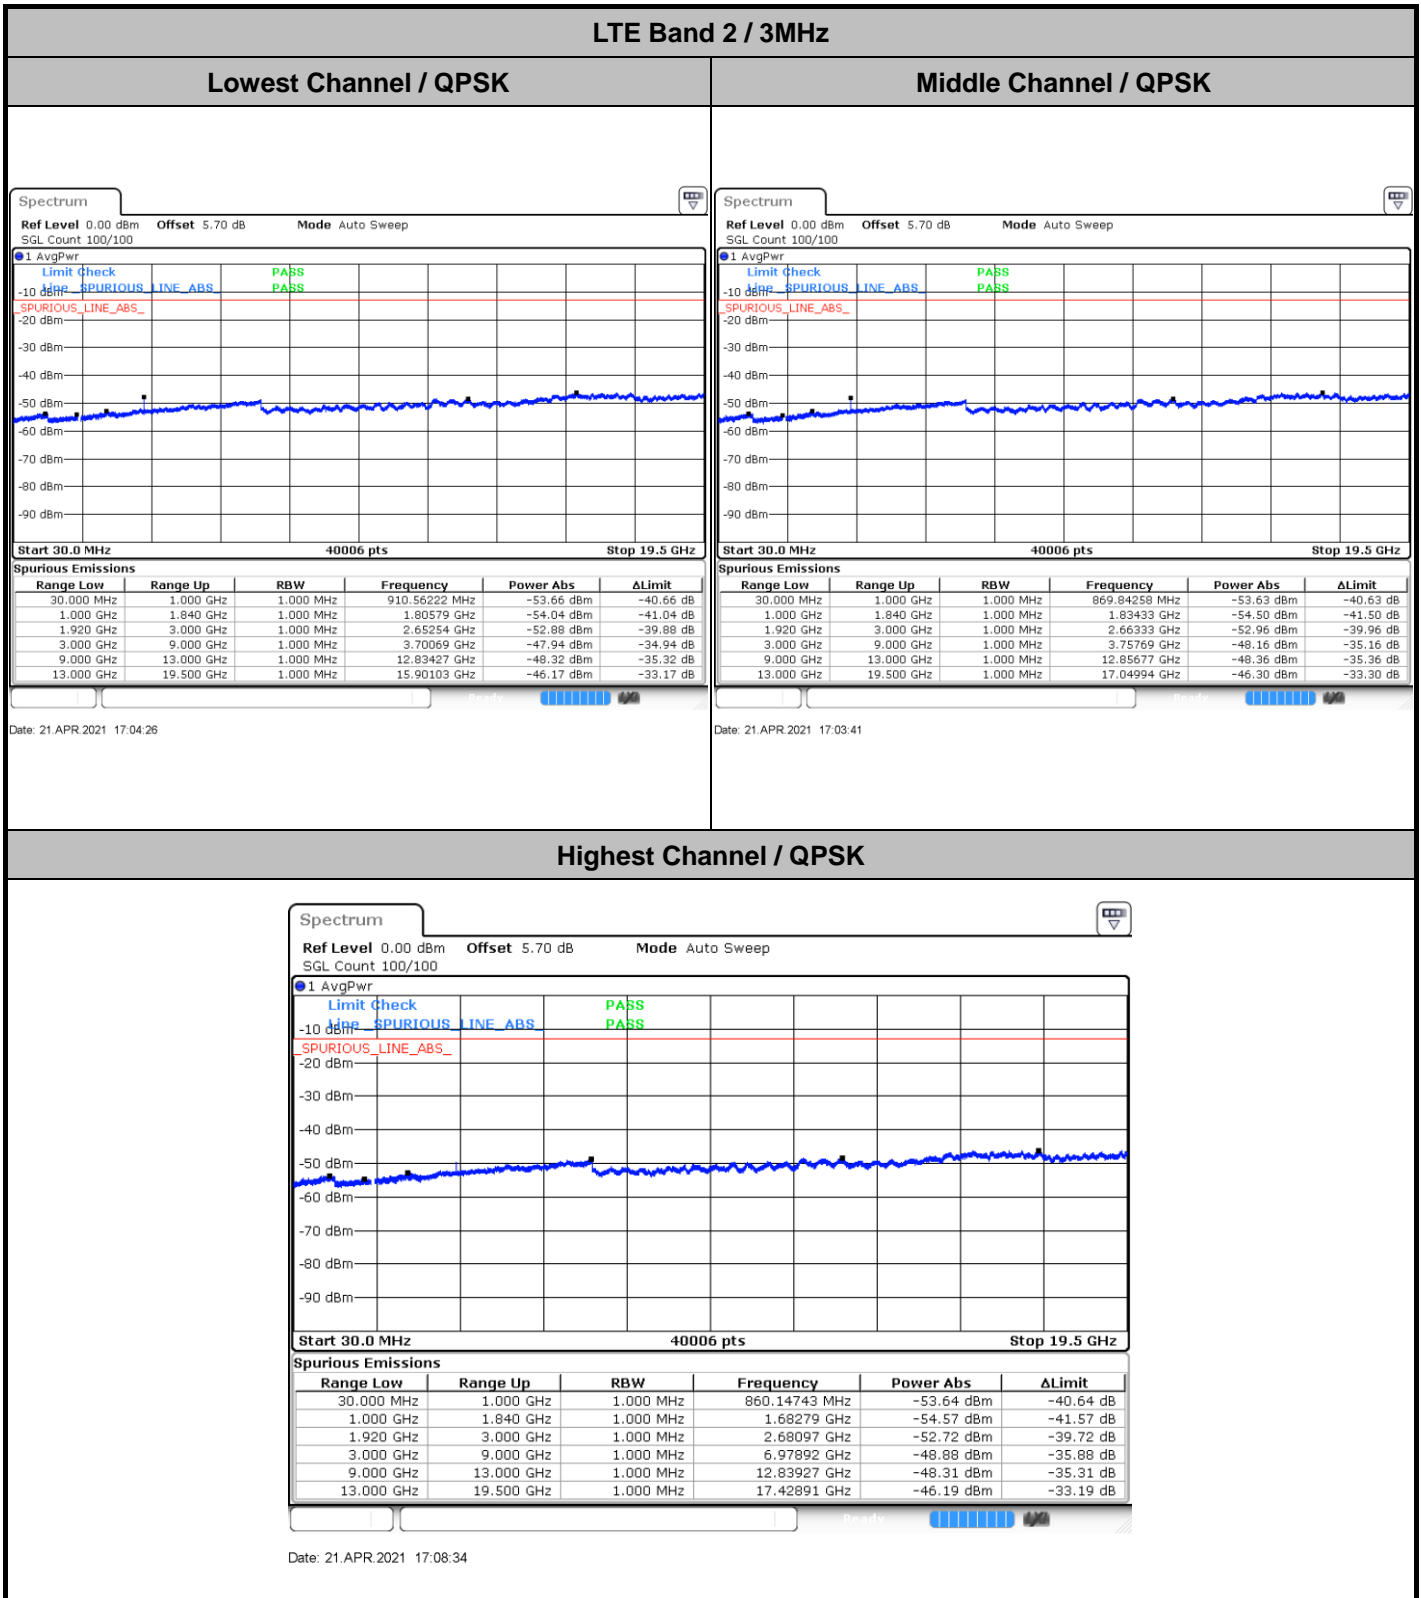 LTE Band 2 / 3MHz
Lowest Channel / QPSK
Middle Channel / QPSK
Spectrum
Ref Level 0.00 dBm Offset 5.70 dB Mode Auto Sweep
SGL Count 100/100
1 AvgPwr
Limit Check PASS
Line _SPURIOUS_LINE_ABS_ PASS
-10 dBm
_SPURIOUS_LINE_ABS_
-20 dBm
-30 dBm
-40 dBm
-50 dBm
-60 dBm
-70 dBm
-80 dBm
-90 dBm
Start 30.0 MHz 40006 pts Stop 19.5 GHz
Spurious Emissions
Range Low Range Up RBW Frequency Power Abs ΔLimit
30.000 MHz 1.000 GHz 1.000 MHz 910.56222 MHz -53.66 dBm -40.66 dB
1.000 GHz 1.840 GHz 1.000 MHz 1.80579 GHz -54.04 dBm -41.04 dB
1.920 GHz 3.000 GHz 1.000 MHz 2.65254 GHz -52.88 dBm -39.88 dB
3.000 GHz 9.000 GHz 1.000 MHz 3.70069 GHz -47.94 dBm -34.94 dB
9.000 GHz 13.000 GHz 1.000 MHz 12.83427 GHz -48.32 dBm -35.32 dB
13.000 GHz 19.500 GHz 1.000 MHz 15.90103 GHz -46.17 dBm -33.17 dB
Ready
Date: 21.APR.2021 17:04:26
Spectrum
Ref Level 0.00 dBm Offset 5.70 dB Mode Auto Sweep
SGL Count 100/100
1 AvgPwr
Limit Check PASS
Line _SPURIOUS_LINE_ABS_ PASS
-10 dBm
_SPURIOUS_LINE_ABS_
-20 dBm
-30 dBm
-40 dBm
-50 dBm
-60 dBm
-70 dBm
-80 dBm
-90 dBm
Start 30.0 MHz 40006 pts Stop 19.5 GHz
Spurious Emissions
Range Low Range Up RBW Frequency Power Abs ΔLimit
30.000 MHz 1.000 GHz 1.000 MHz 869.84258 MHz -53.63 dBm -40.63 dB
1.000 GHz 1.840 GHz 1.000 MHz 1.83433 GHz -54.50 dBm -41.50 dB
1.920 GHz 3.000 GHz 1.000 MHz 2.66333 GHz -52.96 dBm -39.96 dB
3.000 GHz 9.000 GHz 1.000 MHz 3.75769 GHz -48.16 dBm -35.16 dB
9.000 GHz 13.000 GHz 1.000 MHz 12.85677 GHz -48.36 dBm -35.36 dB
13.000 GHz 19.500 GHz 1.000 MHz 17.04994 GHz -46.30 dBm -33.30 dB
Ready
Date: 21.APR.2021 17:03:41
Highest Channel / QPSK
Spectrum
Ref Level 0.00 dBm Offset 5.70 dB Mode Auto Sweep
SGL Count 100/100
1 AvgPwr
Limit Check PASS
Line _SPURIOUS_LINE_ABS_ PASS
-10 dBm
_SPURIOUS_LINE_ABS_
-20 dBm
-30 dBm
-40 dBm
-50 dBm
-60 dBm
-70 dBm
-80 dBm
-90 dBm
Start 30.0 MHz 40006 pts Stop 19.5 GHz
Spurious Emissions
Range Low Range Up RBW Frequency Power Abs ΔLimit
30.000 MHz 1.000 GHz 1.000 MHz 860.14743 MHz -53.64 dBm -40.64 dB
1.000 GHz 1.840 GHz 1.000 MHz 1.68279 GHz -54.57 dBm -41.57 dB
1.920 GHz 3.000 GHz 1.000 MHz 2.68097 GHz -52.72 dBm -39.72 dB
3.000 GHz 9.000 GHz 1.000 MHz 6.97892 GHz -48.88 dBm -35.88 dB
9.000 GHz 13.000 GHz 1.000 MHz 12.83927 GHz -48.31 dBm -35.31 dB
13.000 GHz 19.500 GHz 1.000 MHz 17.42891 GHz -46.19 dBm -33.19 dB
Ready
Date: 21.APR.2021 17:08:34